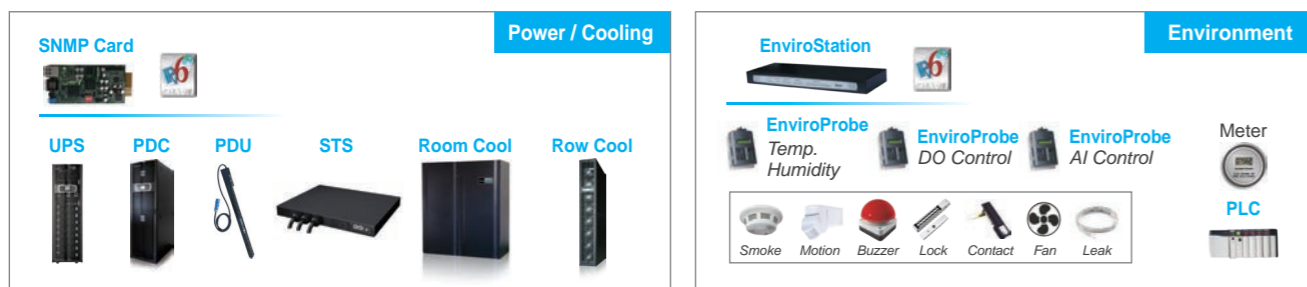 Power / Cooling
SNMP Card
UPS
PDC
PDU
STS
Room Cool
Row Cool
Environment
EnviroStation
EnviroProbe
Temp.
Humidity
EnviroProbe
DO Control
EnviroProbe
AI Control
Meter
PLC
Smoke
Motion
Buzzer
Lock
Contact
Fan
Leak